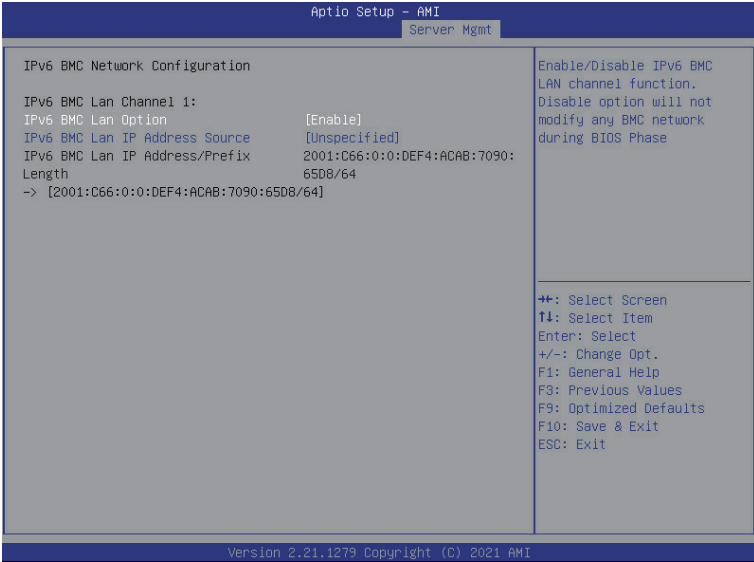 Aptio Setup – AMI
Server Mgmt
IPv6 BMC Network Configuration
IPv6 BMC Lan Channel 1:
IPv6 BMC Lan Option [Enable]
IPv6 BMC Lan IP Address Source [Unspecified]
IPv6 BMC Lan IP Address/Prefix 2001:C66:0:0:DEF4:ACAB:7090:
Length 65D8/64
-> [2001:C66:0:0:DEF4:ACAB:7090:65D8/64]
Enable/Disable IPv6 BMC
LAN channel function.
Disable option will not
modify any BMC network
during BIOS Phase
→←: Select Screen
↑↓: Select Item
Enter: Select
+/-: Change Opt.
F1: General Help
F3: Previous Values
F9: Optimized Defaults
F10: Save & Exit
ESC: Exit
Version 2.21.1279 Copyright (C) 2021 AMI